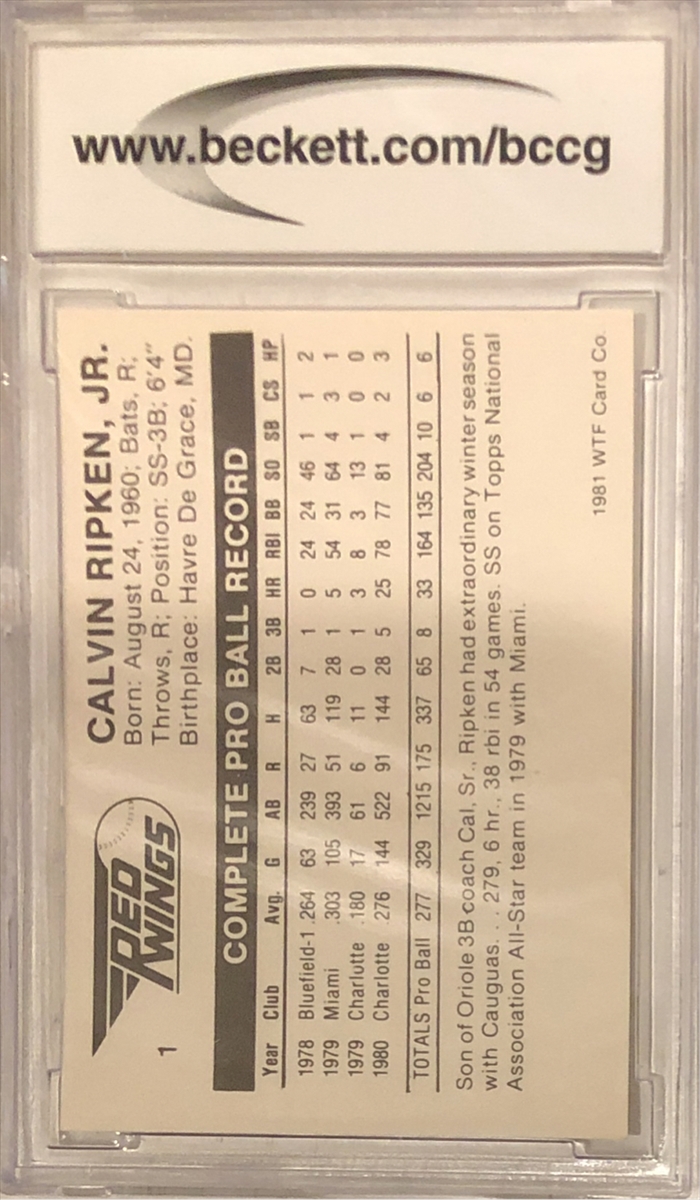 www.beckett.com/bccg
RED
WINGS
1
CALVIN RIPKEN, JR.
Born: August 24, 1960; Bats, R;
Throws, R; Position: SS-3B; 6'4"
Birthplace: Havre De Grace, MD.
COMPLETE PRO BALL RECORD
Year Club Avg. G AB R H 2B 3B HR RBI BB SO SB CS HP
1978 Bluefield-1 .264 63 239 27 63 7 1 0 24 24 46 1 1 2
1979 Miami .303 105 393 51 119 28 1 5 54 31 64 4 3 1
1979 Charlutte .180 17 61 6 11 0 1 3 8 3 13 1 0 0
1980 Charlotte .276 144 522 91 144 28 5 25 78 77 81 4 2 3
TOTALS Pro Ball 277 329 1215 175 337 65 8 33 164 135 204 10 6 6
Son of Oriole 3B coach Cal, Sr., Ripken had extraordinary winter season
with Cauguas. . . 279, 6 hr., 38 rbi in 54 games. SS on Topps National
Association All-Star team in 1979 with Miami.
1981 WTF Card Co.